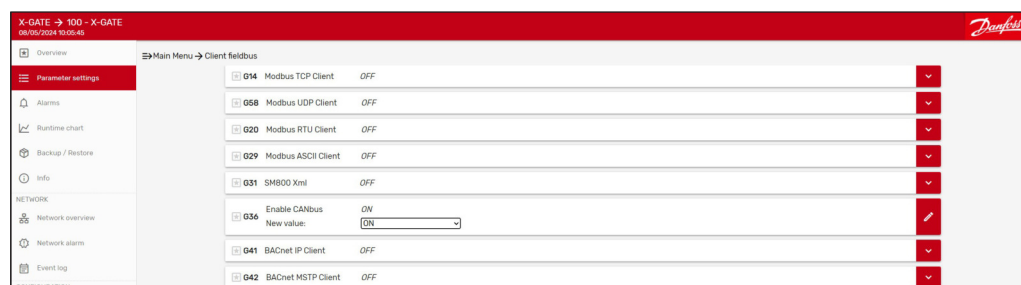 X-GATE → 100 - X-GATE
08/05/2024 10:05:45
Danfoss
Overview
Main Menu → Client fieldbus
G14 Modbus TCP Client OFF
Parameter settings
Alarms
G58 Modbus UDP Client OFF
Runtime chart
G20 Modbus RTU Client OFF
Backup / Restore
G29 Modbus ASCII Client OFF
Info
G31 SM800 Xml OFF
NETWORK
Network overview
G36 Enable CANbus ON
New value: ON
Network alarm
G41 BACnet IP Client OFF
Event log
G42 BACnet MSTP Client OFF